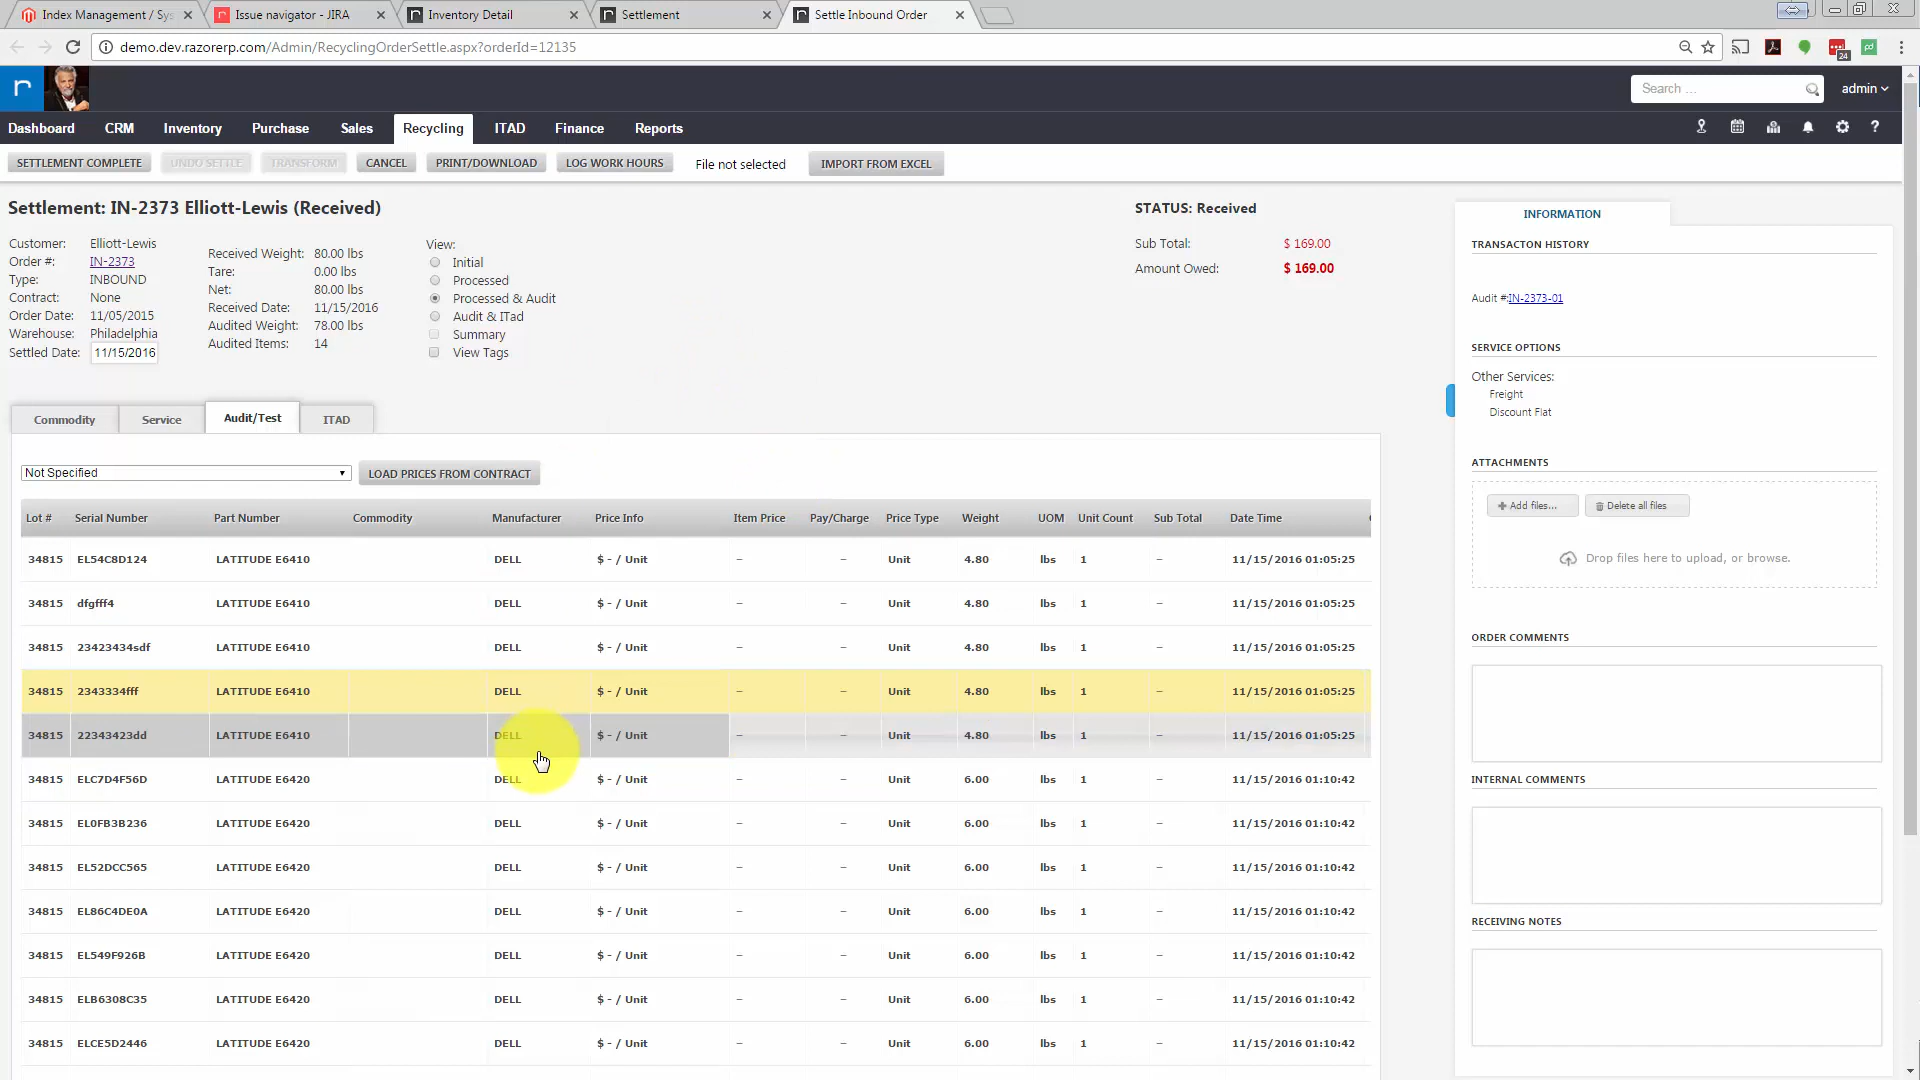 Index Management / Sys
Issue navigator - JIRA
Inventory Detail
Settlement
Settle Inbound Order
demo.dev.razorerp.com/Admin/RecyclingOrderSettle.aspx?orderId=12135
24
r
Search ...
admin
Dashboard CRM Inventory Purchase Sales Recycling ITAD Finance Reports
?
SETTLEMENT COMPLETE UNDO SETTLE TRANSFORM CANCEL PRINT/DOWNLOAD LOG WORK HOURS File not selected IMPORT FROM EXCEL
Settlement: IN-2373 Elliott-Lewis (Received)
Customer: Elliott-Lewis
Order #: IN-2373
Type: INBOUND
Contract: None
Order Date: 11/05/2015
Warehouse: Philadelphia
Settled Date: 11/15/2016
Received Weight: 80.00 lbs
Tare: 0.00 lbs
Net: 80.00 lbs
Received Date: 11/15/2016
Audited Weight: 78.00 lbs
Audited Items: 14
View:
Initial
Processed
Processed & Audit
Audit & ITad
Summary
View Tags
STATUS: Received
Sub Total: $ 169.00
Amount Owed: $ 169.00
Commodity Service Audit/Test ITAD
Not Specified LOAD PRICES FROM CONTRACT
Lot # Serial Number Part Number Commodity Manufacturer Price Info Item Price Pay/Charge Price Type Weight UOM Unit Count Sub Total Date Time
34815 EL54C8D124 LATITUDE E6410 DELL $ - / Unit – – Unit 4.80 lbs 1 – 11/15/2016 01:05:25
34815 dfgfff4 LATITUDE E6410 DELL $ - / Unit – – Unit 4.80 lbs 1 – 11/15/2016 01:05:25
34815 23423434sdf LATITUDE E6410 DELL $ - / Unit – – Unit 4.80 lbs 1 – 11/15/2016 01:05:25
34815 2343334fff LATITUDE E6410 DELL $ - / Unit – – Unit 4.80 lbs 1 – 11/15/2016 01:05:25
34815 22343423dd LATITUDE E6410 DELL $ - / Unit – – Unit 4.80 lbs 1 – 11/15/2016 01:05:25
34815 ELC7D4F56D LATITUDE E6420 DELL $ - / Unit – – Unit 6.00 lbs 1 – 11/15/2016 01:10:42
34815 EL0FB3B236 LATITUDE E6420 DELL $ - / Unit – – Unit 6.00 lbs 1 – 11/15/2016 01:10:42
34815 EL52DCC565 LATITUDE E6420 DELL $ - / Unit – – Unit 6.00 lbs 1 – 11/15/2016 01:10:42
34815 EL86C4DE0A LATITUDE E6420 DELL $ - / Unit – – Unit 6.00 lbs 1 – 11/15/2016 01:10:42
34815 EL549F926B LATITUDE E6420 DELL $ - / Unit – – Unit 6.00 lbs 1 – 11/15/2016 01:10:42
34815 ELB6308C35 LATITUDE E6420 DELL $ - / Unit – – Unit 6.00 lbs 1 – 11/15/2016 01:10:42
34815 ELCE5D2446 LATITUDE E6420 DELL $ - / Unit – – Unit 6.00 lbs 1 – 11/15/2016 01:10:42
INFORMATION
TRANSACTON HISTORY
Audit #:IN-2373-01
SERVICE OPTIONS
Other Services:
Freight
Discount Flat
ATTACHMENTS
Add files... Delete all files
Drop files here to upload, or browse.
ORDER COMMENTS
INTERNAL COMMENTS
RECEIVING NOTES